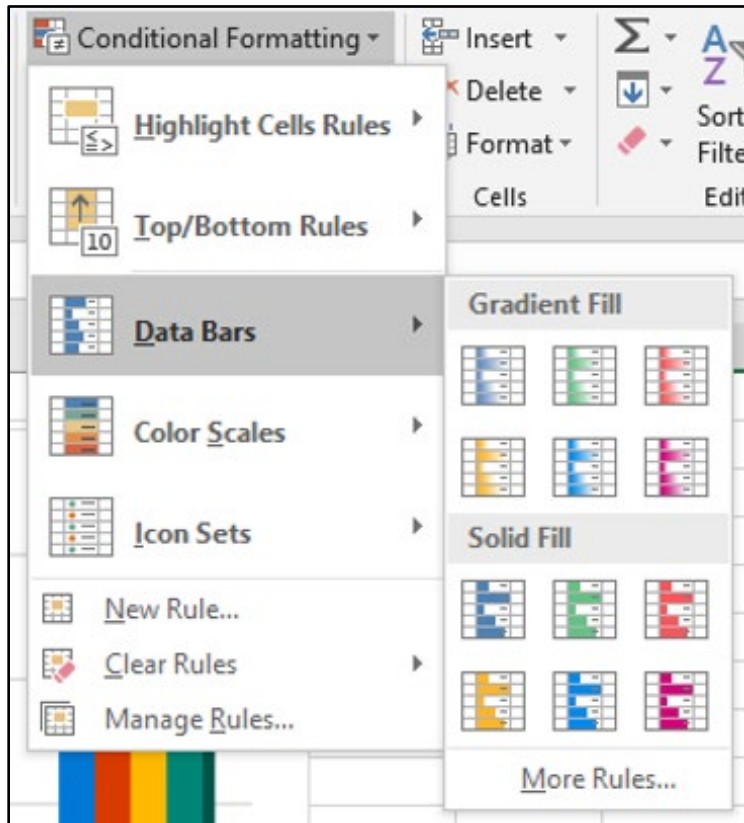 Conditional Formatting
Insert
Delete
Format
Cells
Σ
A
Z
Sort
Filte
Edit
Highlight Cells Rules
Top/Bottom Rules
10
Data Bars
Color Scales
Icon Sets
New Rule...
Clear Rules
Manage Rules...
Gradient Fill
Solid Fill
More Rules...